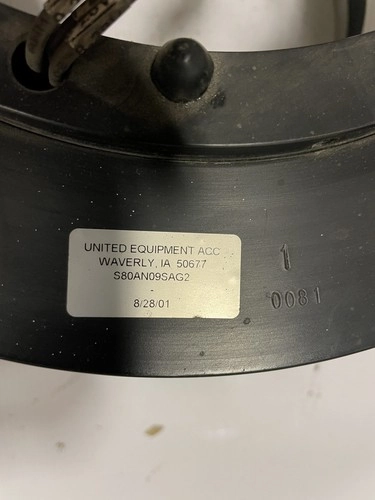 UNITED EQUIPMENT ACC
WAVERLY, IA 50677
S80AN09SAG2
-
8/28/01
1
0081